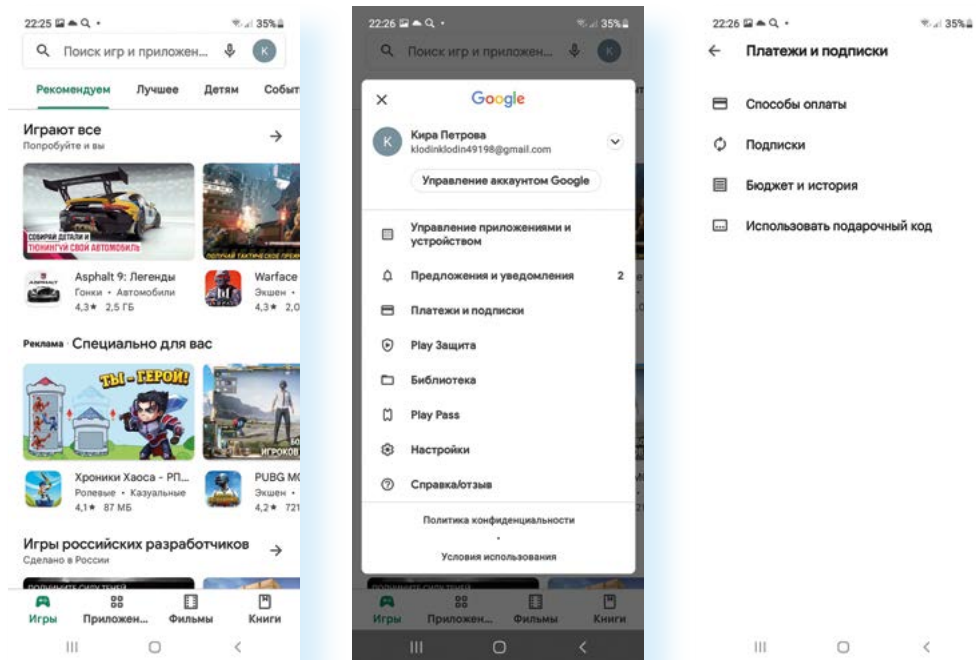 22:25
35%
Поиск игр и приложен...
K
Рекомендуем Лучшее Детям Событ
Играют все
Попробуйте и вы
СОБИРАЙ ДЕТАЛИ И
ТЮНИНГУЙ СВОЙ АВТОМОБИЛЬ
ПОЛУЧАЙ ТАКТИЧЕСКОЕ
Asphalt 9: Легенды
Гонки • Автомобили
4,3★ 2,5 ГБ
Warface
Экшен •
4,3★ 2,0
Реклама · Специально для вас
ТЫ - ГЕРОЙ!
ИГРОКОВ
Хроники Хаоса - РП...
Ролевые • Казуальные
4,1★ 87 МБ
PUBG MO
Экшен •
4,2★ 721
Игры российских разработчиков
Сделано в России
Игры Приложен... Фильмы Книги
22:26
35%
Поиск игр и приложен...
K
Google
K
Кира Петрова
klodinklodin49198@gmail.com
Управление аккаунтом Google
Управление приложениями и
устройством
Предложения и уведомления 2
Платежи и подписки
Play Защита
Библиотека
Play Pass
Настройки
Справка/отзыв
Политика конфиденциальности
•
Условия использования
Игры Приложен... Фильмы Книги
22:26
35%
Платежи и подписки
Способы оплаты
Подписки
Бюджет и история
Использовать подарочный код